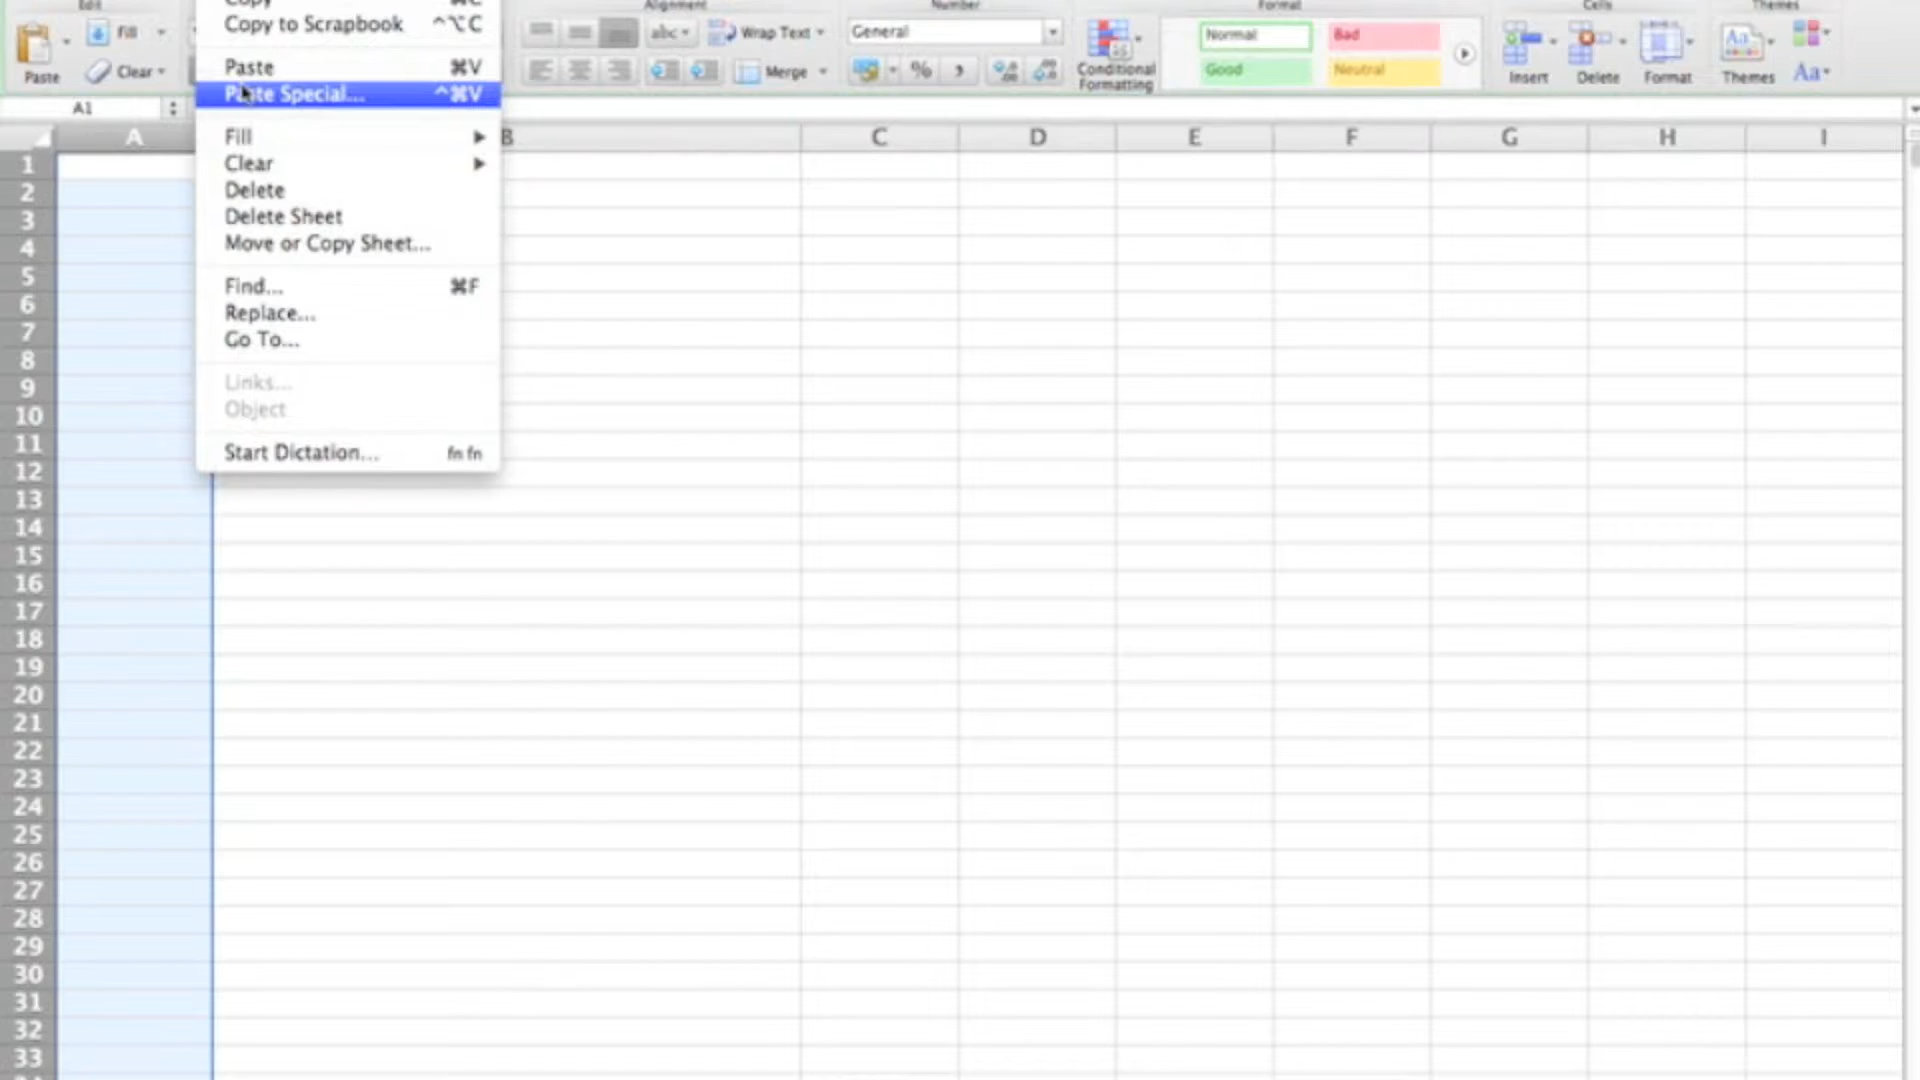 Edit
Alignment
Number
Format
Cells
Themes
Copy ⌘C
Copy to Scrapbook ^⌥C
Paste ⌘V
Paste Special... ^⌘V
Fill
Clear
Delete
Delete Sheet
Move or Copy Sheet...
Find... ⌘F
Replace...
Go To...
Links...
Object
Start Dictation... fn fn
Paste
Fill
Clear
abc
Wrap Text
Merge
General
%
Conditional
Formatting
Normal
Bad
Good
Neutral
Insert
Delete
Format
Themes
Aa
A1
A B C D E F G H I
1
2
3
4
5
6
7
8
9
10
11
12
13
14
15
16
17
18
19
20
21
22
23
24
25
26
27
28
29
30
31
32
33